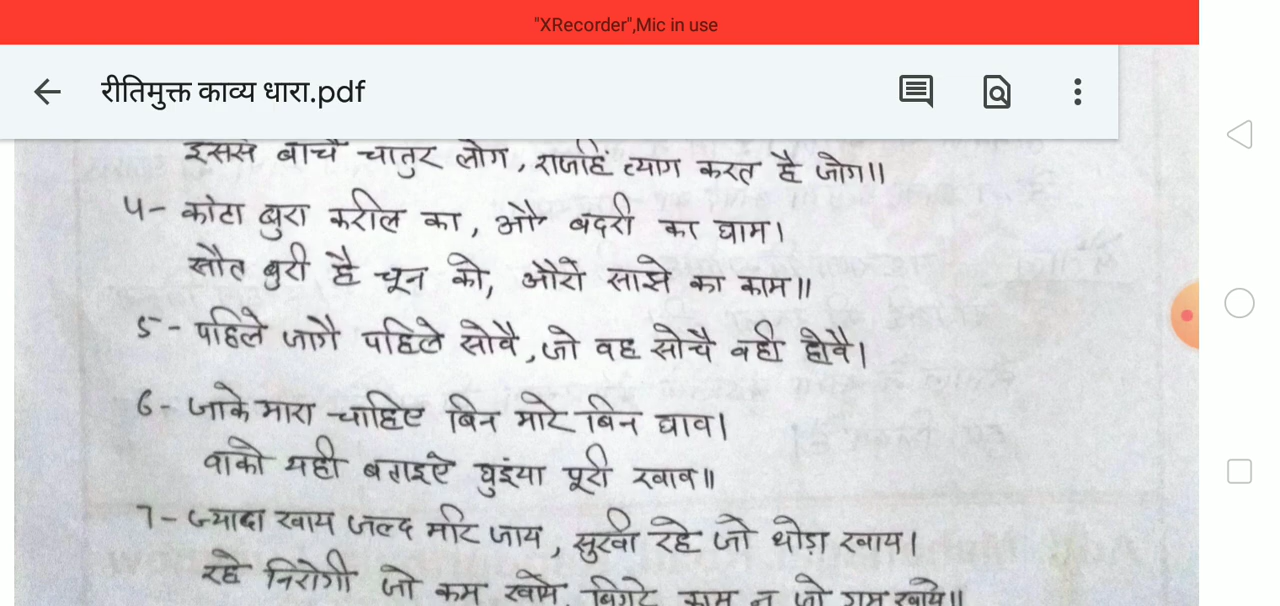 "XRecorder",Mic in use
रीतिमुक्त काव्य धारा.pdf
इससे बाचै चातुर लोग, राजहिं त्याग करत है जोग॥
4- कांटा बुरा करील का, औ बदरी का घाम।
सौत बुरी है चून को, औरो साझे का काम॥
5- पहिले जागै पहिले सोवै, जो वह सोचै वही होवै।
6- जाके मारा चाहिए बिन मारे बिन घाव।
वाको यही बताइऐ घुइंया पूरी खाव॥
7- ज्यादा खाय जल्द मरि जाय, सुखी रहे जो थोड़ा खाय।
रहे निरोगी जो कम खाये, बिगरे काम न जो गम खाये॥